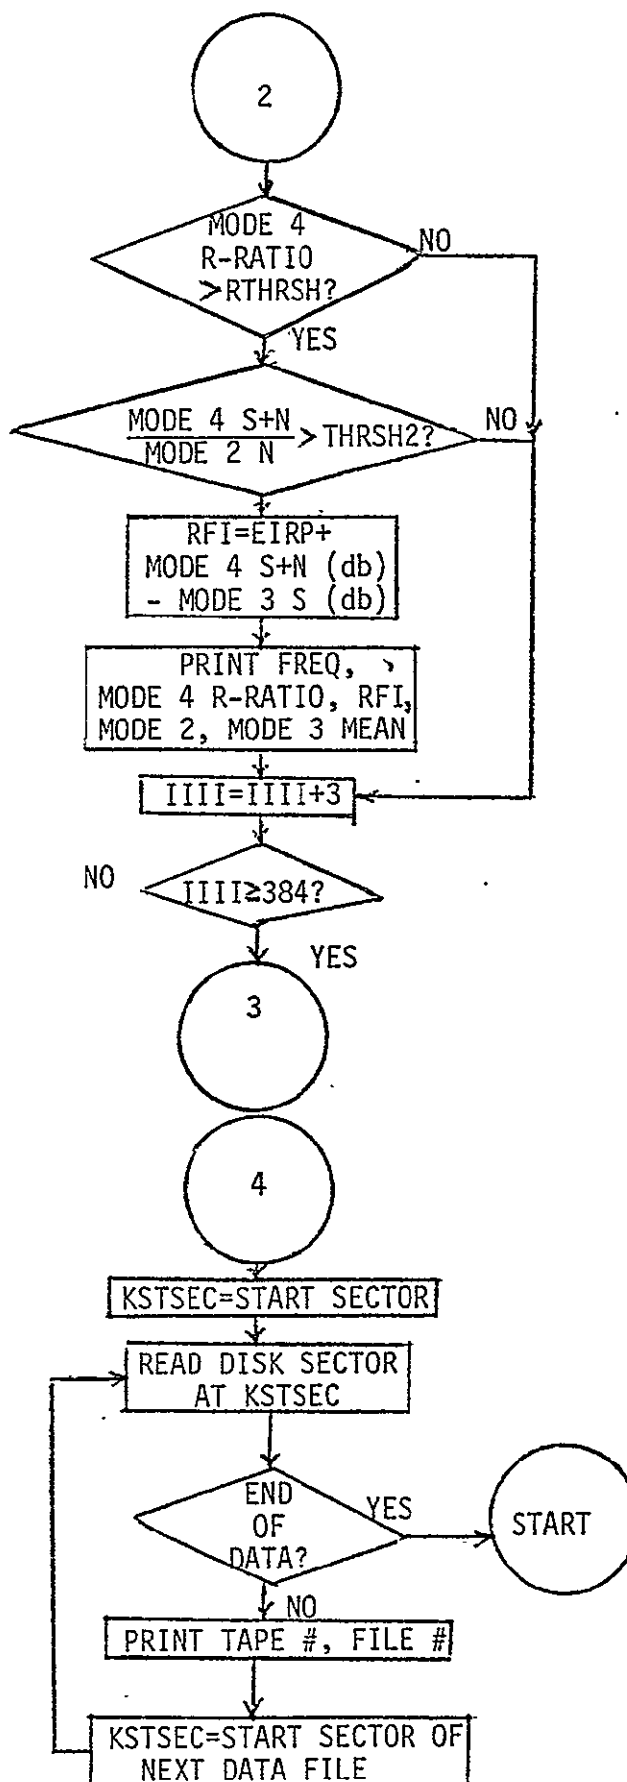 2
MODE 4
R-RATIO
>RTHRSH?
NO
YES
MODE 4 S+N
MODE 2 N
> THRSH2?
NO
RFI=EIRP+
MODE 4 S+N (db)
- MODE 3 S (db)
PRINT FREQ,
MODE 4 R-RATIO, RFI,
MODE 2, MODE 3 MEAN
IIII=IIII+3
NO
IIII≥384?
YES
3
4
KSTSEC=START SECTOR
READ DISK SECTOR
AT KSTSEC
END
OF
DATA?
YES
START
NO
PRINT TAPE #, FILE #
KSTSEC=START SECTOR OF
NEXT DATA FILE